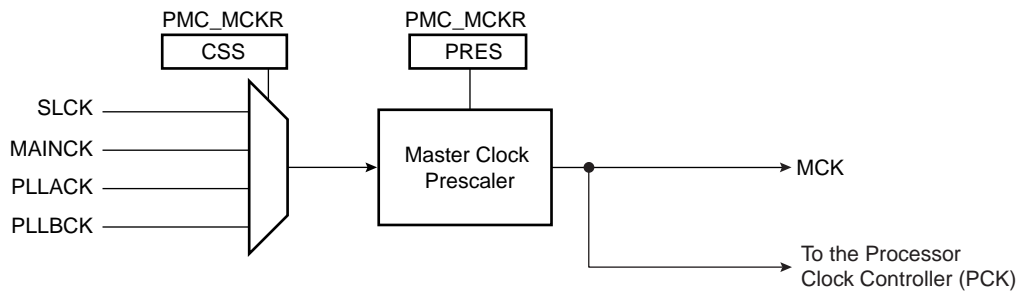 PMC_MCKR
PMC_MCKR
CSS
PRES
SLCK
MAINCK
PLLACK
PLLBCK
Master Clock
Prescaler
MCK
To the Processor
Clock Controller (PCK)